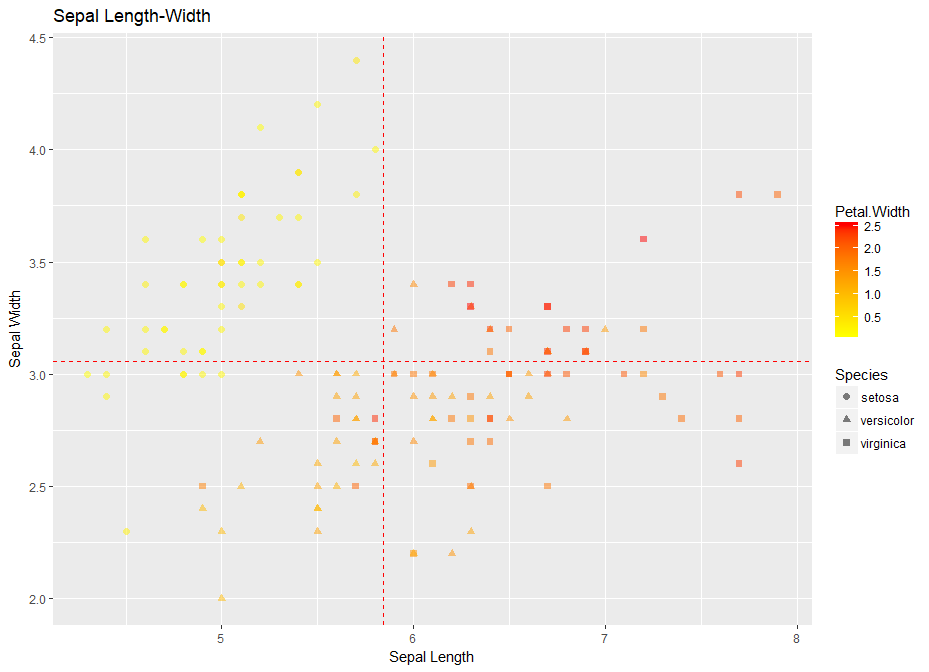 Sepal Length-Width
4.5
4.0
3.5
3.0
2.5
2.0
Sepal Width
5
6
7
8
Sepal Length
Petal.Width
2.5
2.0
1.5
1.0
0.5
Species
setosa
versicolor
virginica